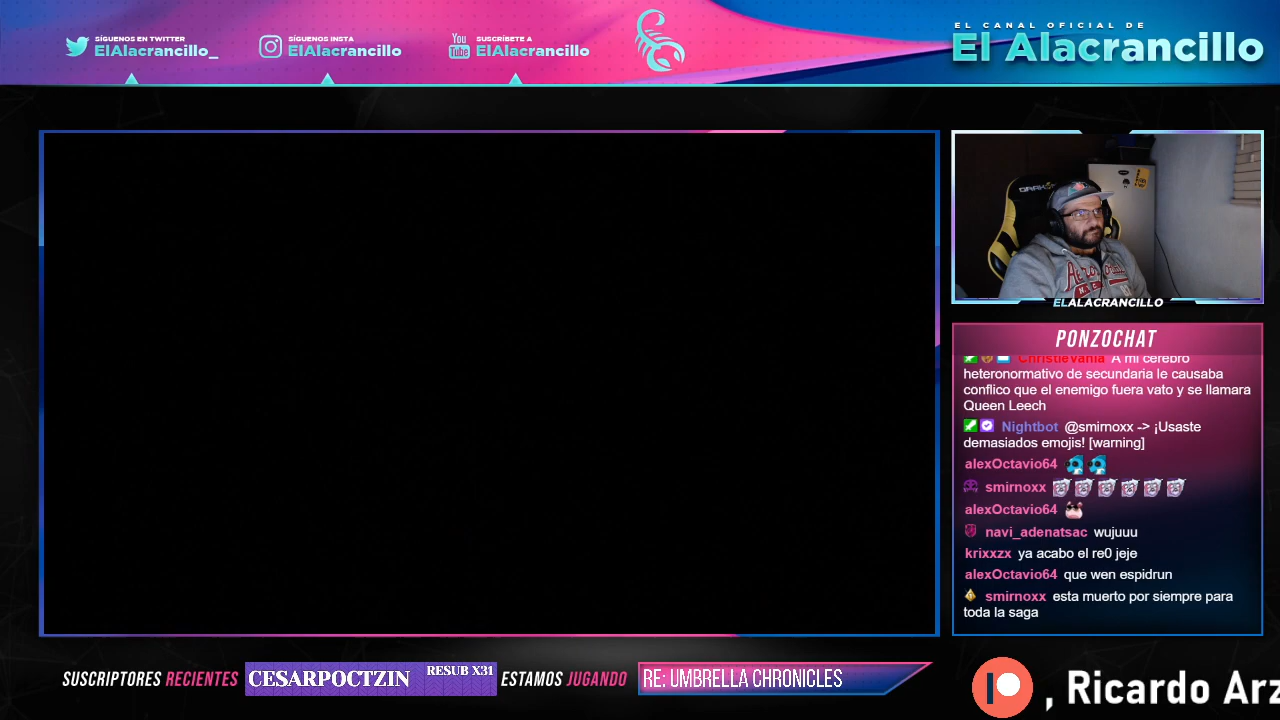 SÍGUENOS EN TWITTER
ElAlacrancillo_
SÍGUENOS INSTA
ElAlacrancillo
You
Tube
SUSCRÍBETE A
ElAlacrancillo
EL CANAL OFICIAL DE
El Alacrancillo
ELALACRANCILLO
PONZOCHAT
Christievania A mi cerebro
heteronormativo de secundaria le causaba
conflico que el enemigo fuera vato y se llamara
Queen Leech
Nightbot @smirnoxx -> ¡Usaste
demasiados emojis! [warning]
alexOctavio64
smirnoxx
alexOctavio64
navi_adenatsac wujuuu
krixxzx ya acabo el re0 jeje
alexOctavio64 que wen espidrun
smirnoxx esta muerto por siempre para
toda la saga
SUSCRIPTORES RECIENTES CESARPOCTZIN RESUB X31 ESTAMOS JUGANDO RE: UMBRELLA CHRONICLES
, Ricardo Arz